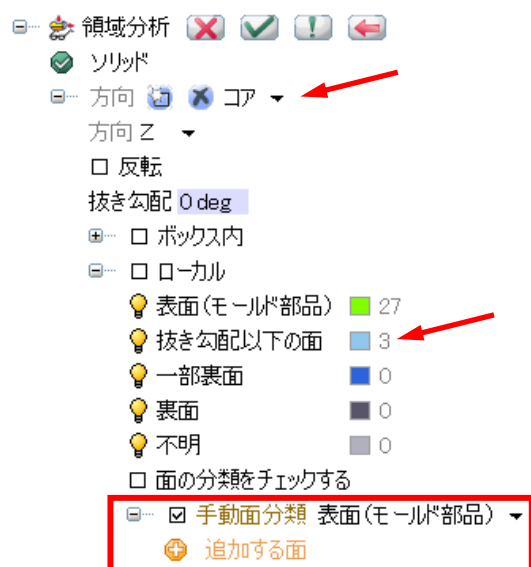 領域分析
ソリッド
方向 コア
方向 Z
反転
抜き勾配 0 deg
ボックス内
ローカル
表面(モールド部品) 27
抜き勾配以下の面 3
一部裏面 0
裏面 0
不明 0
面の分類をチェックする
手動面分類 表面(モールド部品)
追加する面